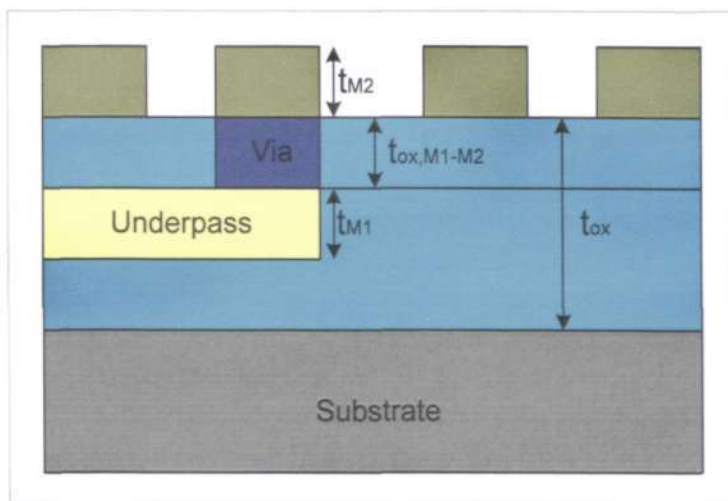 tM2
Via
tox,M1-M2
Underpass
tM1
tox
Substrate